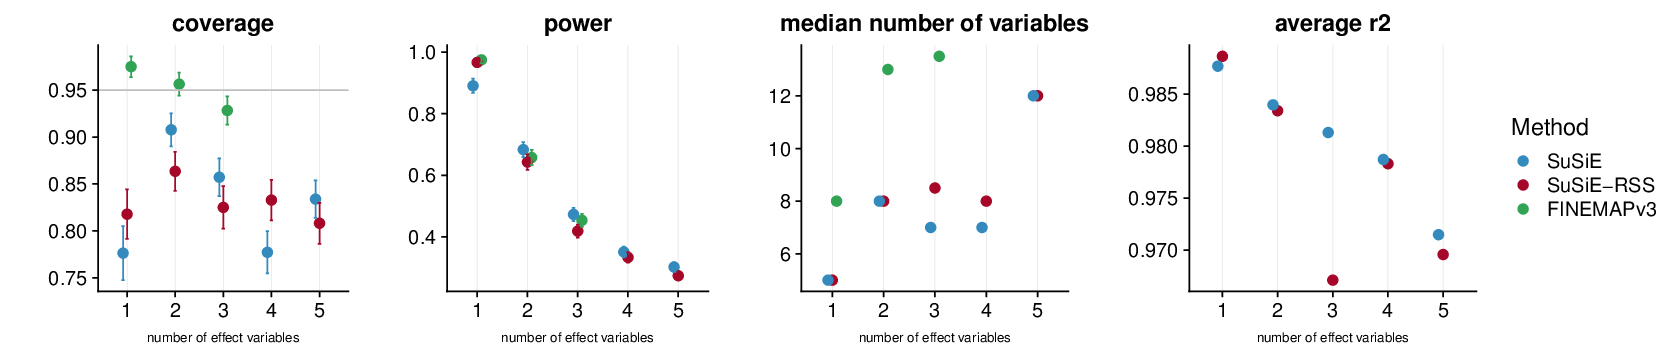 coverage
0.95
0.90
0.85
0.80
0.75
1 2 3 4 5
number of effect variables
power
1.0
0.8
0.6
0.4
1 2 3 4 5
number of effect variables
median number of variables
12
10
8
6
1 2 3 4 5
number of effect variables
average r2
0.985
0.980
0.975
0.970
1 2 3 4 5
number of effect variables
Method
SuSiE
SuSiE−RSS
FINEMAPv3